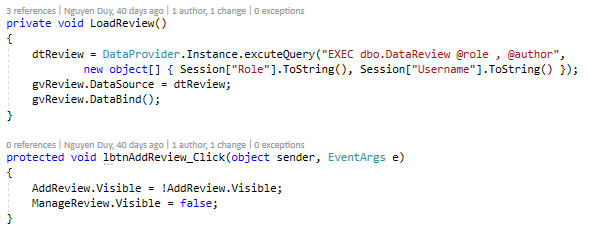 3 references | Nguyen Duy, 40 days ago | 1 author, 1 change | 0 exceptions
private void LoadReview()
{
    dtReview = DataProvider.Instance.excuteQuery("EXEC dbo.DataReview @role , @author",
            new object[] { Session["Role"].ToString(), Session["Username"].ToString() });
    gvReview.DataSource = dtReview;
    gvReview.DataBind();
}
0 references | Nguyen Duy, 40 days ago | 1 author, 1 change | 0 exceptions
protected void lbtnAddReview_Click(object sender, EventArgs e)
{
    AddReview.Visible = !AddReview.Visible;
    ManageReview.Visible = false;
}